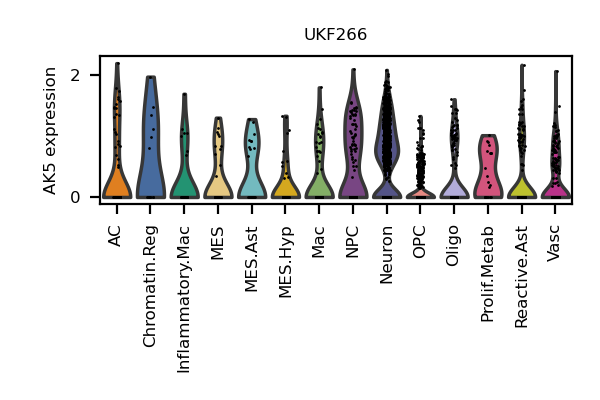 UKF266
AK5 expression
2
0
AC
Chromatin.Reg
Inflammatory.Mac
MES
MES.Ast
MES.Hyp
Mac
NPC
Neuron
OPC
Oligo
Prolif.Metab
Reactive.Ast
Vasc